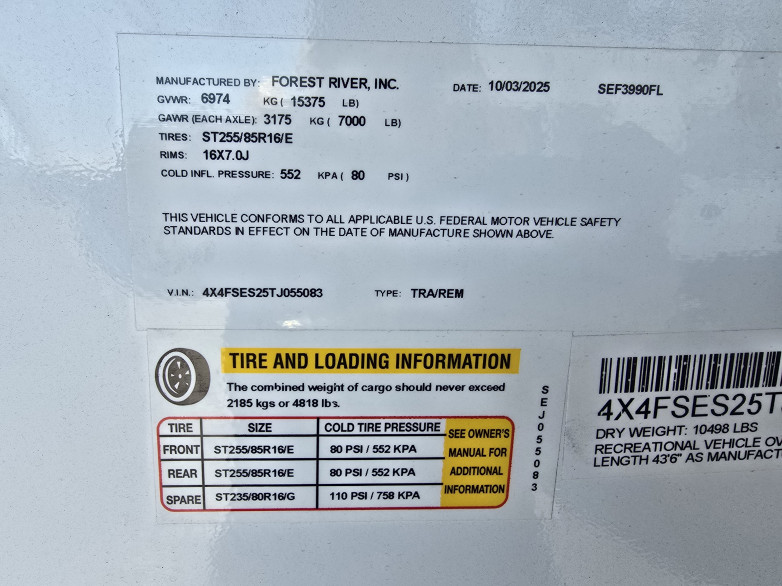 MANUFACTURED BY: FOREST RIVER, INC. DATE: 10/03/2025 SEF3990FL
GVWR: 6974 KG ( 15375 LB)
GAWR (EACH AXLE): 3175 KG ( 7000 LB)
TIRES: ST255/85R16/E
RIMS: 16X7.0J
COLD INFL. PRESSURE: 552 KPA ( 80 PSI )
THIS VEHICLE CONFORMS TO ALL APPLICABLE U.S. FEDERAL MOTOR VEHICLE SAFETY
STANDARDS IN EFFECT ON THE DATE OF MANUFACTURE SHOWN ABOVE.
V.I.N.: 4X4FSES25TJ055083 TYPE: TRA/REM
TIRE AND LOADING INFORMATION
The combined weight of cargo should never exceed
2185 kgs or 4818 lbs.
TIRE SIZE COLD TIRE PRESSURE
FRONT ST255/85R16/E 80 PSI / 552 KPA
REAR ST255/85R16/E 80 PSI / 552 KPA
SPARE ST235/80R16/G 110 PSI / 758 KPA
SEE OWNER'S
MANUAL FOR
ADDITIONAL
INFORMATION
SEJ055083
4X4FSES25T
DRY WEIGHT: 10498 LBS
RECREATIONAL VEHICLE
LENGTH 43'6" AS